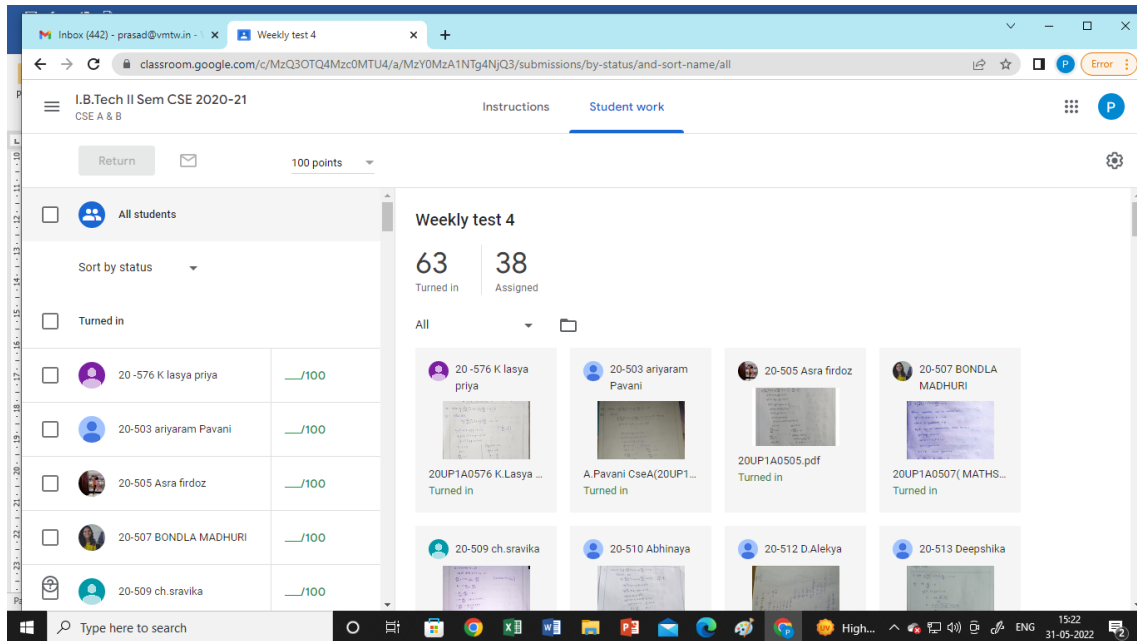 Inbox (442) - prasad@vmtw.in -
Weekly test 4
classroom.google.com/c/MzQ3OTQ4Mzc0MTU4/a/MzY0MzA1NTg4NjQ3/submissions/by-status/and-sort-name/all
P
Error
I.B.Tech II Sem CSE 2020-21
CSE A & B
Instructions
Student work
P
Return
100 points
All students
Sort by status
Turned in
20 -576 K lasya priya
__/100
20-503 ariyaram Pavani
__/100
20-505 Asra firdoz
__/100
20-507 BONDLA MADHURI
__/100
20-509 ch.sravika
__/100
Weekly test 4
63
38
Turned in
Assigned
All
20 -576 K lasya
priya
20UP1A0576 K.Lasya ...
Turned in
20-503 ariyaram
Pavani
A.Pavani CseA(20UP1...
Turned in
20-505 Asra firdoz
20UP1A0505.pdf
Turned in
20-507 BONDLA
MADHURI
20UP1A0507( MATHS...
Turned in
20-509 ch.sravika
20-510 Abhinaya
20-512 D.Alekya
20-513 Deepshika
Type here to search
High...
ENG
15:22
31-05-2022
2